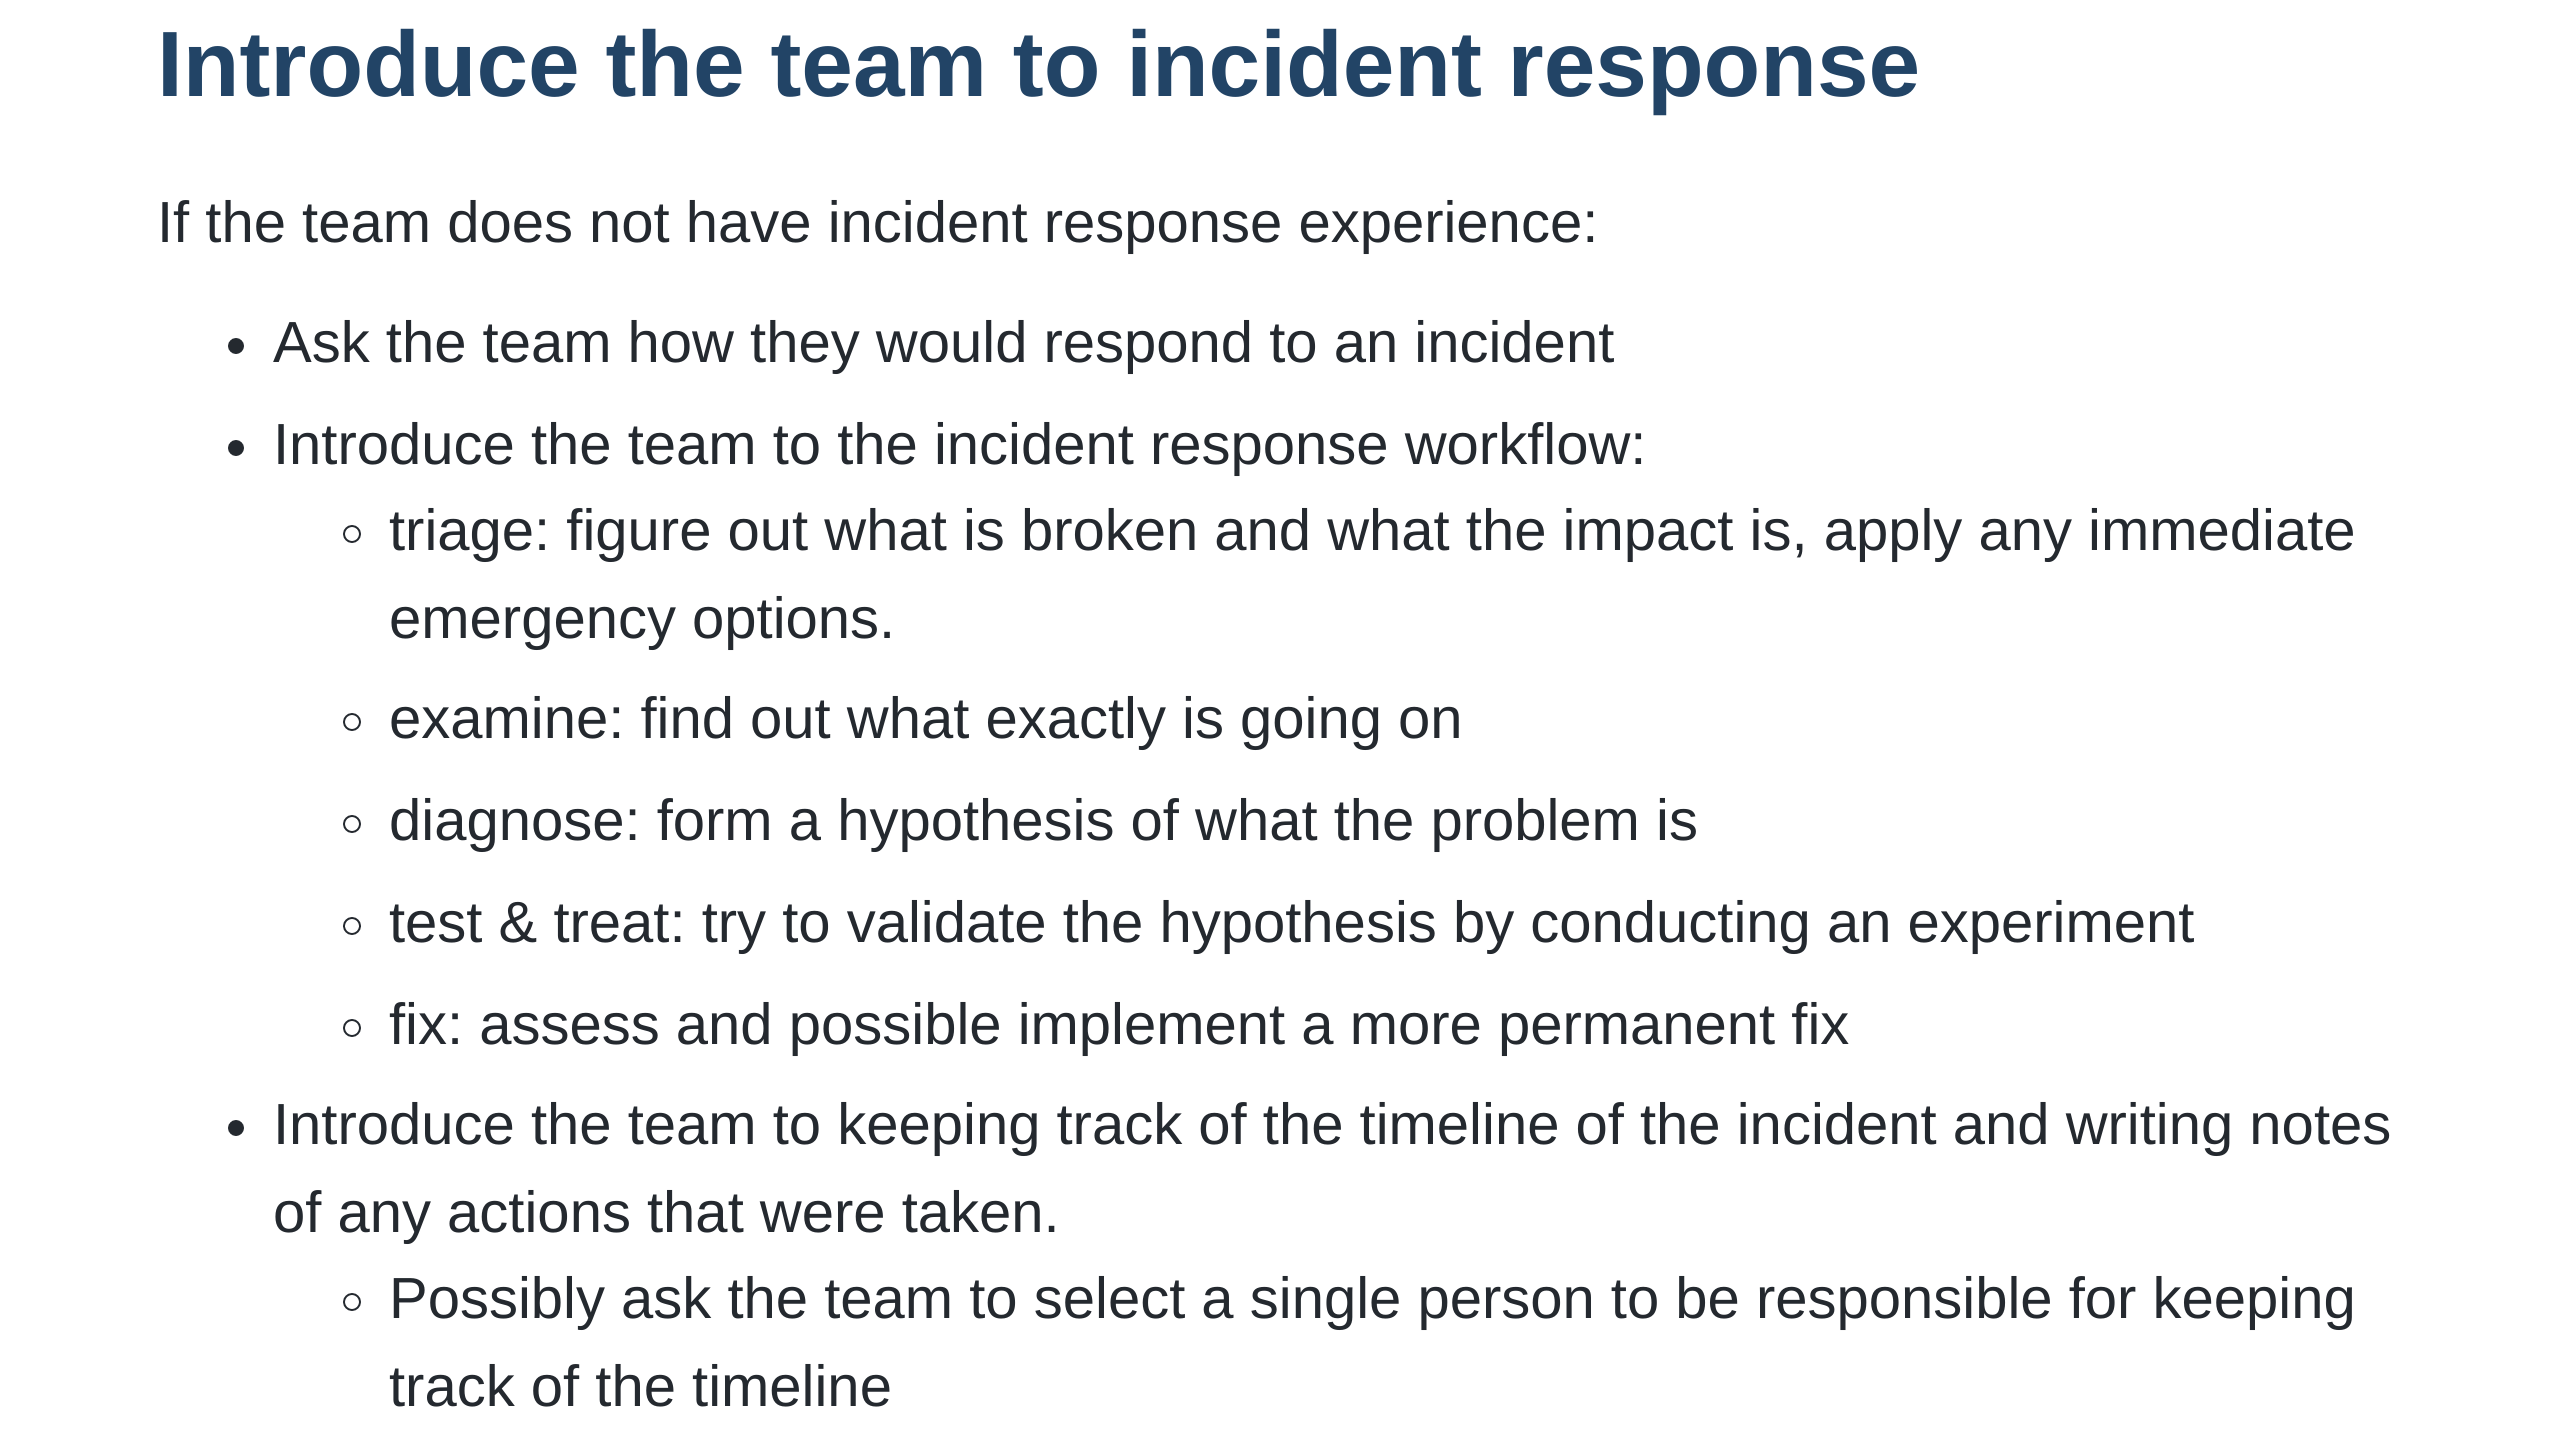 Introduce the team to incident response
If the team does not have incident response experience:
Ask the team how they would respond to an incident
Introduce the team to the incident response workflow:
triage: figure out what is broken and what the impact is, apply any immediate
emergency options.
examine: find out what exactly is going on
diagnose: form a hypothesis of what the problem is
test & treat: try to validate the hypothesis by conducting an experiment
fix: assess and possible implement a more permanent fix
Introduce the team to keeping track of the timeline of the incident and writing notes
of any actions that were taken.
Possibly ask the team to select a single person to be responsible for keeping
track of the timeline